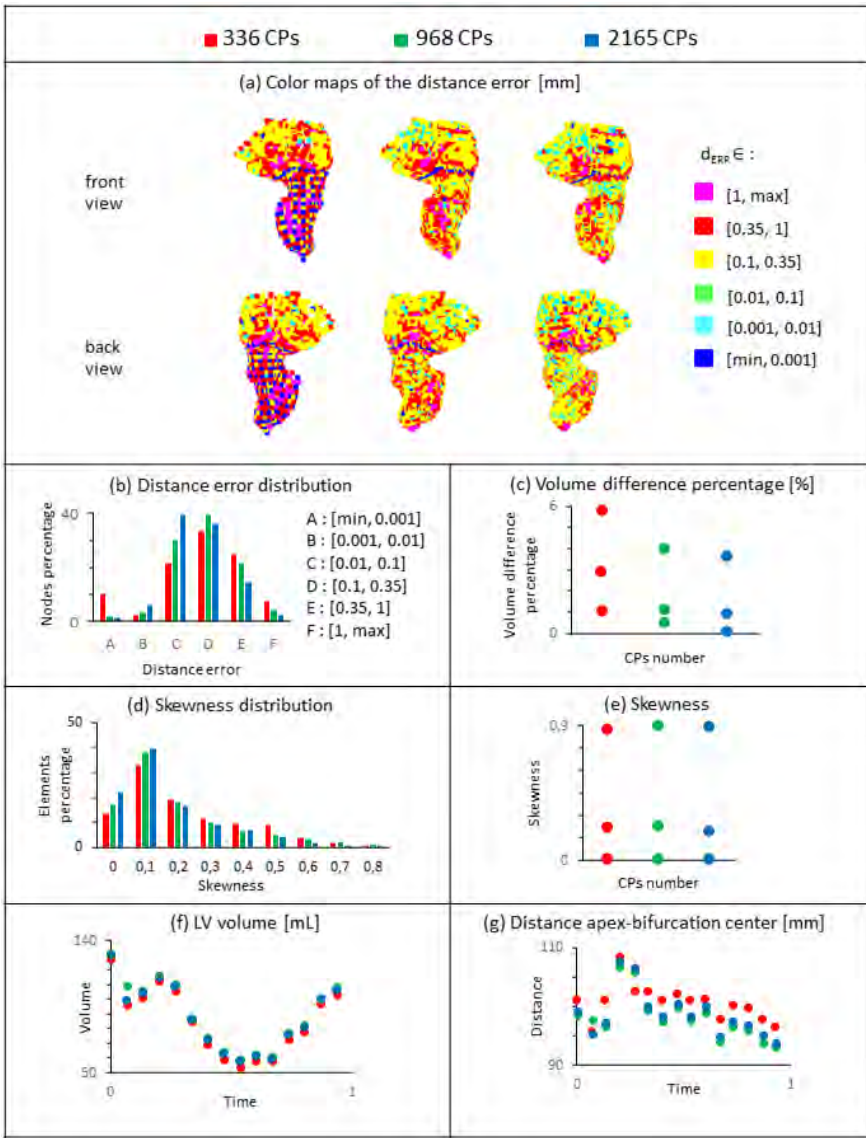 336 CPs 968 CPs 2165 CPs
(a) Color maps of the distance error [mm]
front
view
back
view
dERR ∈ :
[1, max]
[0.35, 1]
[0.1, 0.35]
[0.01, 0.1]
[0.001, 0.01]
[min, 0.001]
(b) Distance error distribution
Nodes percentage
40
0
A B C D E F
Distance error
A : [min, 0.001]
B : [0.001, 0.01]
C : [0.01, 0.1]
D : [0.1, 0.35]
E : [0.35, 1]
F : [1, max]
(c) Volume difference percentage [%]
Volume difference
percentage
6
0
CPs number
(d) Skewness distribution
Elements
percentage
50
0
0 0,1 0,2 0,3 0,4 0,5 0,6 0,7 0,8
Skewness
(e) Skewness
Skewness
0,9
0
CPs number
(f) LV volume [mL]
Volume
140
50
0 1
Time
(g) Distance apex-bifurcation center [mm]
Distance
110
90
0 1
Time